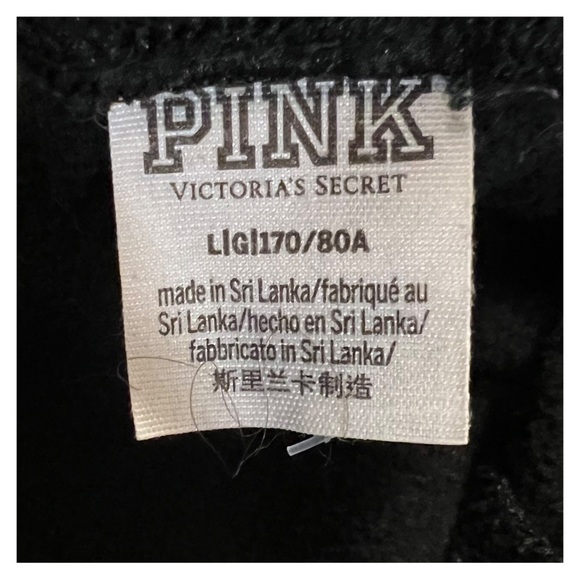 PINK
VICTORIA'S SECRET
L|G|170/80A
made in Sri Lanka/fabriqué au
Sri Lanka/hecho en Sri Lanka/
fabbricato in Sri Lanka/
斯里兰卡制造